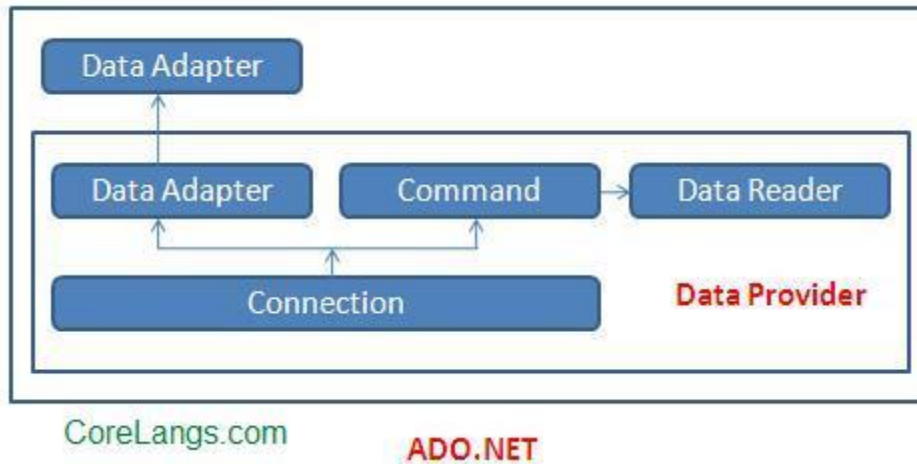 Data Adapter
Data Adapter
Command
Data Reader
Connection
Data Provider
CoreLangs.com
ADO.NET